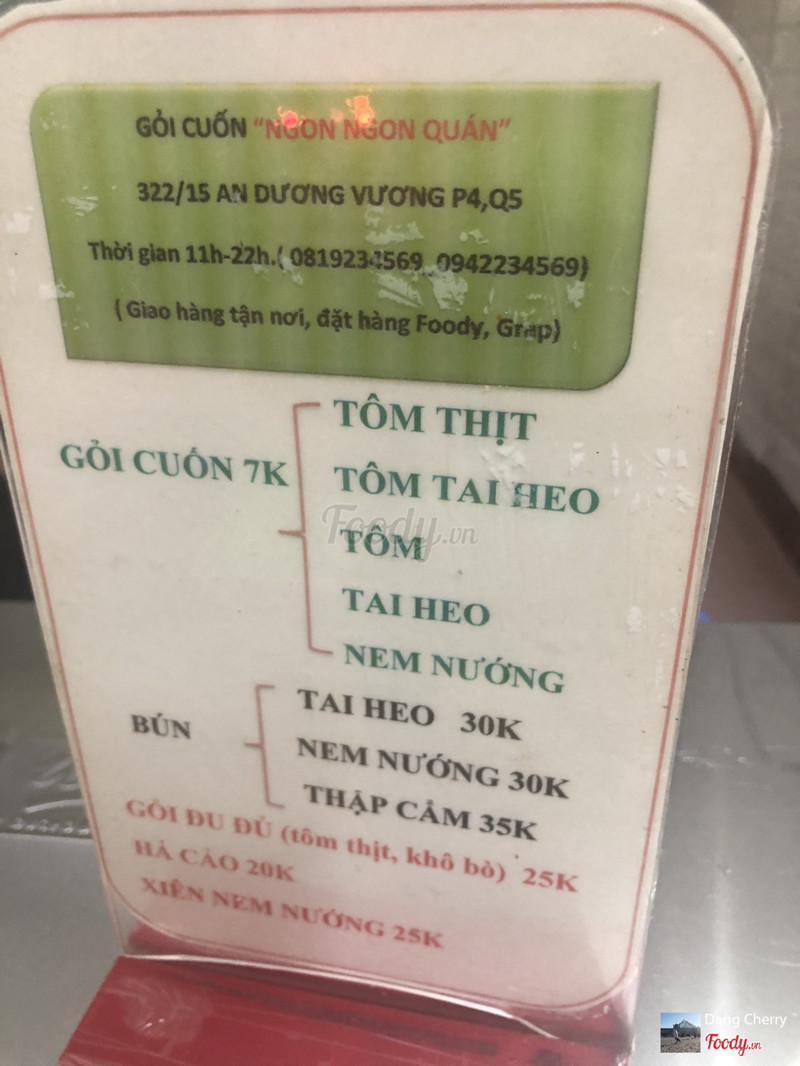 GỎI CUỐN "NGON NGON QUÁN"
322/15 AN DƯƠNG VƯƠNG P4,Q5
Thời gian 11h-22h.( 0819234569_0942234569)
( Giao hàng tận nơi, đặt hàng Foody, Grap)
GỎI CUỐN 7K
TÔM THỊT
TÔM TAI HEO
TÔM
TAI HEO
NEM NƯỚNG
BÚN
TAI HEO 30K
NEM NƯỚNG 30K
THẬP CẨM 35K
GỎI ĐU ĐỦ (tôm thịt, khô bò) 25K
HÁ CẢO 20K
XIÊN NEM NƯỚNG 25K
Foody.vn
Dang Cherry
Foody.vn